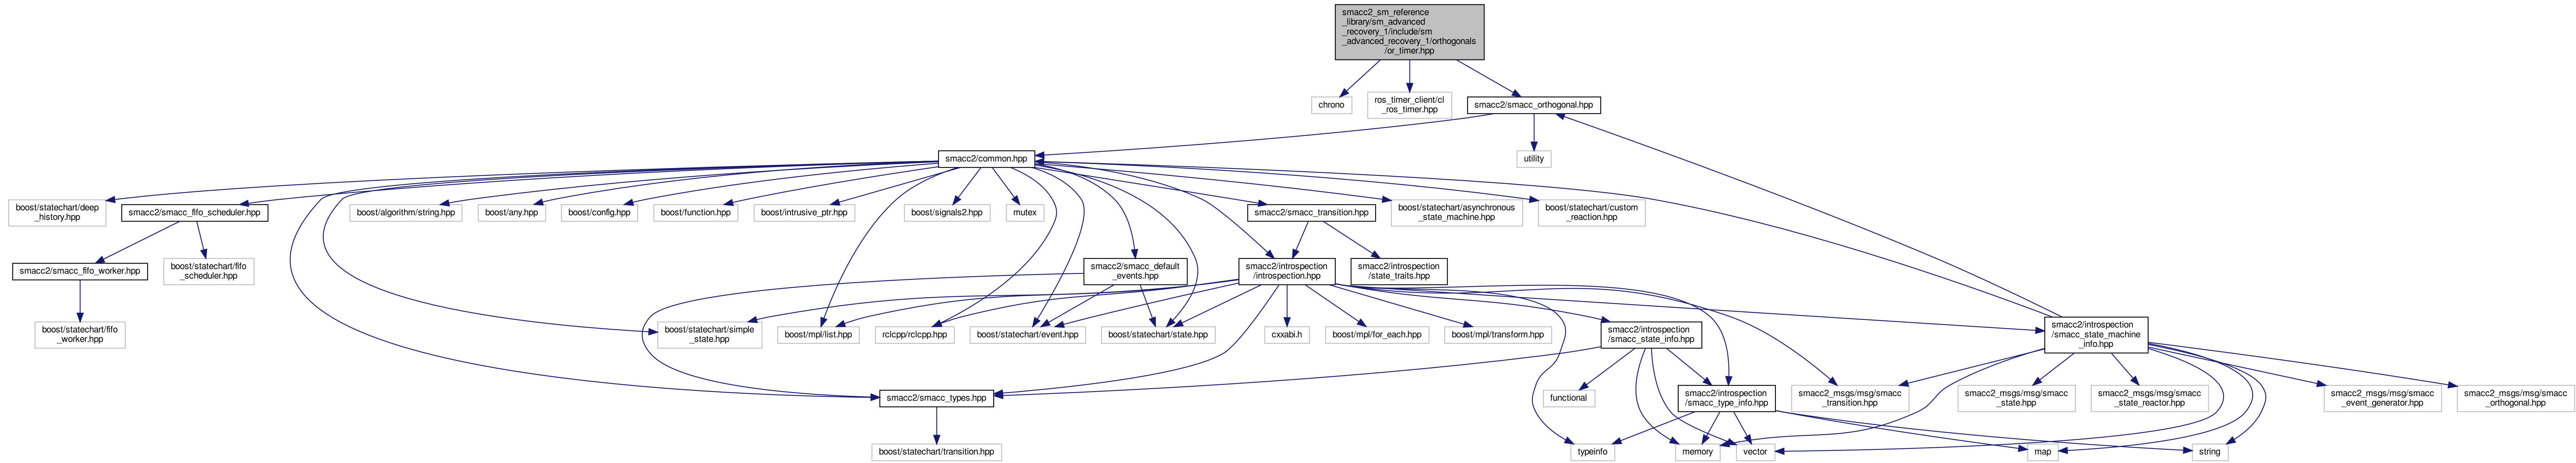 smacc2_sm_reference
_library/sm_advanced
_recovery_1/include/sm
_advanced_recovery_1/orthogonals
/or_timer.hpp
chrono
ros_timer_client/cl
_ros_timer.hpp
smacc2/smacc_orthogonal.hpp
smacc2/common.hpp
utility
boost/statechart/deep
_history.hpp
smacc2/smacc_fifo_scheduler.hpp
boost/algorithm/string.hpp
boost/any.hpp
boost/config.hpp
boost/function.hpp
boost/intrusive_ptr.hpp
boost/signals2.hpp
mutex
smacc2/smacc_transition.hpp
boost/statechart/asynchronous
_state_machine.hpp
boost/statechart/custom
_reaction.hpp
smacc2/smacc_fifo_worker.hpp
boost/statechart/fifo
_scheduler.hpp
smacc2/smacc_default
_events.hpp
smacc2/introspection
/introspection.hpp
smacc2/introspection
/state_traits.hpp
boost/statechart/fifo
_worker.hpp
boost/statechart/simple
_state.hpp
boost/mpl/list.hpp
rclcpp/rclcpp.hpp
boost/statechart/event.hpp
boost/statechart/state.hpp
cxxabi.h
boost/mpl/for_each.hpp
boost/mpl/transform.hpp
smacc2/introspection
/smacc_state_info.hpp
smacc2/introspection
/smacc_state_machine
_info.hpp
smacc2/smacc_types.hpp
functional
smacc2/introspection
/smacc_type_info.hpp
smacc2_msgs/msg/smacc
_transition.hpp
smacc2_msgs/msg/smacc
_state.hpp
smacc2_msgs/msg/smacc
_state_reactor.hpp
smacc2_msgs/msg/smacc
_event_generator.hpp
smacc2_msgs/msg/smacc
_orthogonal.hpp
boost/statechart/transition.hpp
typeinfo
memory
vector
map
string